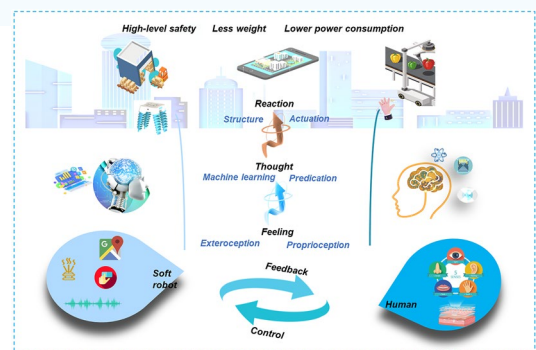 High-level safety Less weight Lower power consumption
Reaction
Structure Actuation
Thought
Machine learning Predication
Feeling
Exteroception Proprioception
Soft robot
Feedback
Human
Control